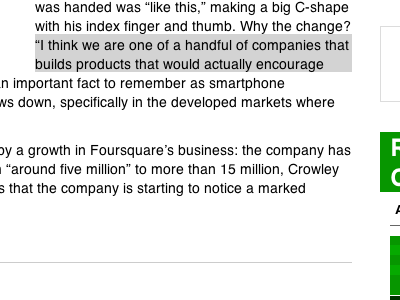 was handed was “like this,” making a big C-shape
with his index finger and thumb. Why the change?
“I think we are one of a handful of companies that
builds products that would actually encourage
an important fact to remember as smartphone
ws down, specifically in the developed markets where
by a growth in Foursquare’s business: the company has
“around five million” to more than 15 million, Crowley
s that the company is starting to notice a marked